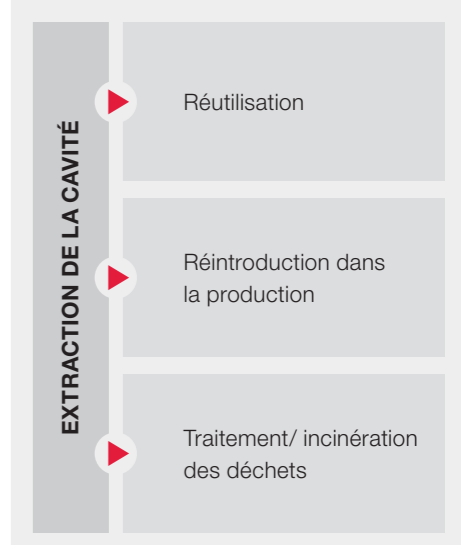 EXTRACTION DE LA CAVITÉ
Réutilisation
Réintroduction dans
la production
Traitement/ incinération
des déchets